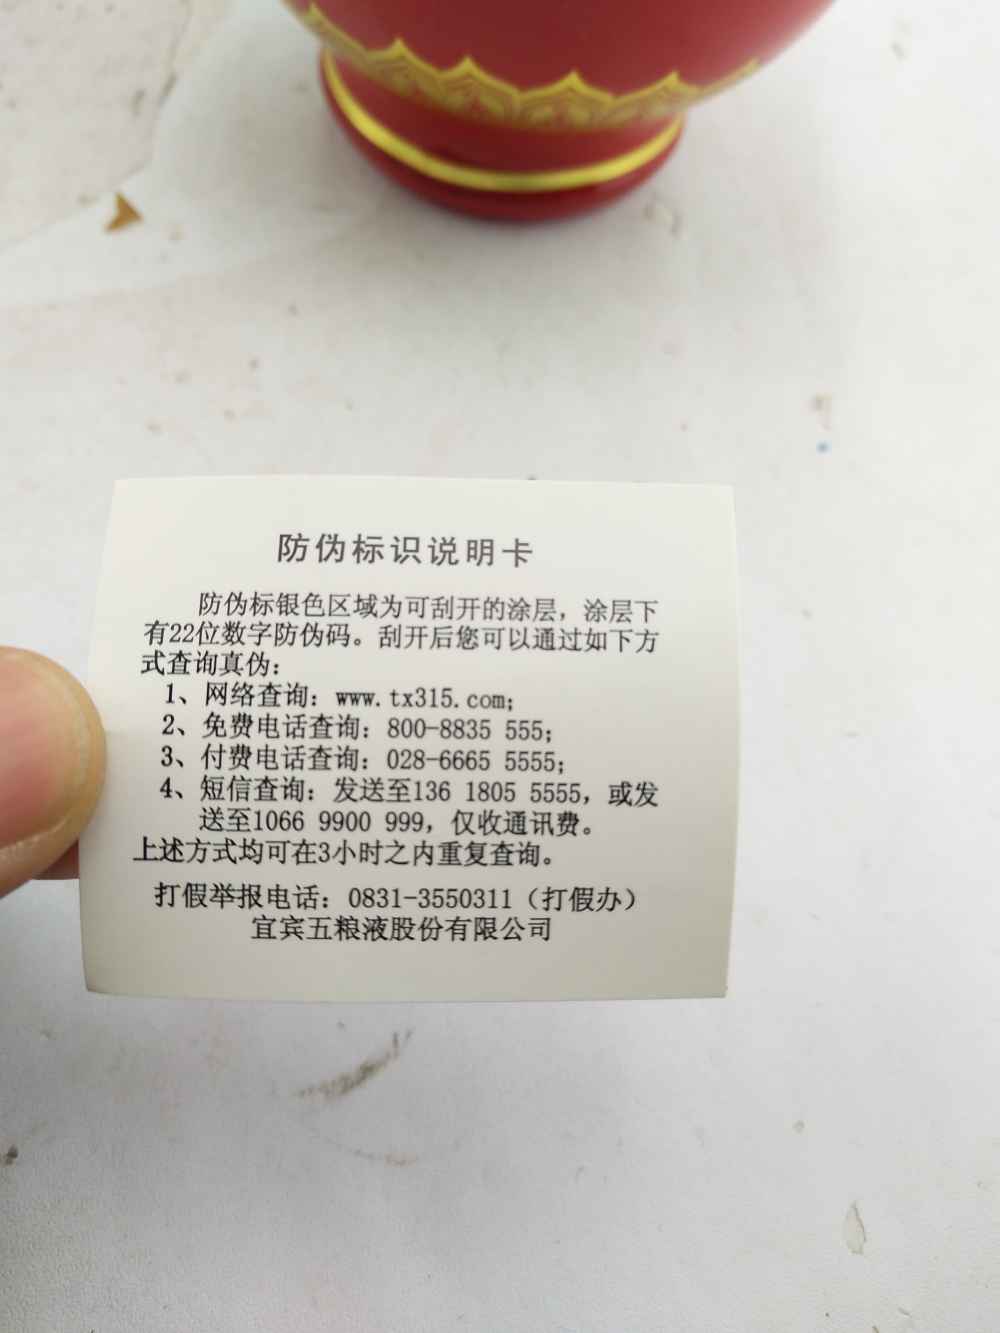 防伪标识说明卡
防伪标银色区域为可刮开的涂层，涂层下
有22位数字防伪码。刮开后您可以通过如下方
式查询真伪：
1、网络查询：www.tx315.com；
2、免费电话查询：800-8835 555；
3、付费电话查询：028-6665 5555；
4、短信查询：发送至136 1805 5555，或发
送至1066 9900 999，仅收通讯费。
上述方式均可在3小时之内重复查询。
打假举报电话：0831-3550311（打假办）
宜宾五粮液股份有限公司